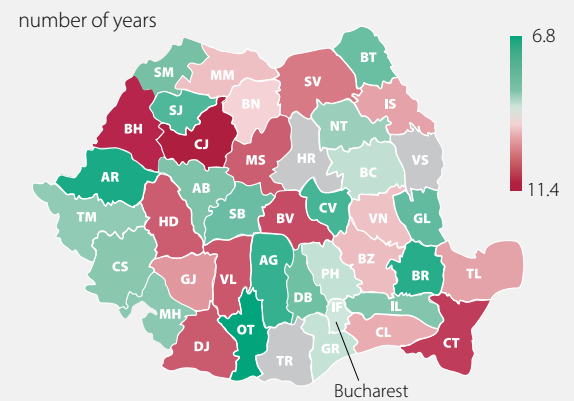 number of years
6.8
11.4
SM
MM
SV
BT
SJ
BN
IS
BH
CJ
NT
MS
HR
VS
BC
AR
AB
TM
SB
CV
HD
BV
VN
GL
CS
AG
BZ
BR
TL
PH
GJ
VL
DB
IF
IL
MH
OT
CL
DJ
CT
TR
GR
Bucharest